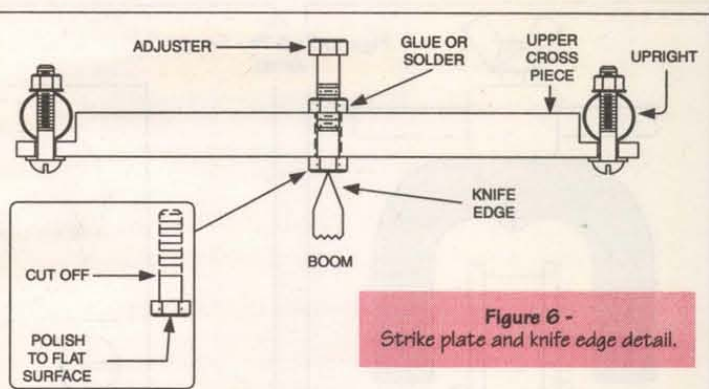 ADJUSTER
GLUE OR
SOLDER
UPPER
CROSS
PIECE
UPRIGHT
KNIFE
EDGE
BOOM
CUT OFF
POLISH
TO FLAT
SURFACE
Figure 6 -
Strike plate and knife edge detail.